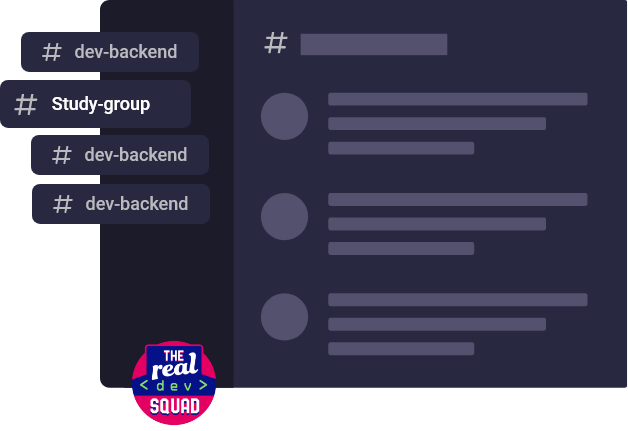 # dev-backend
# Study-group
# dev-backend
# dev-backend
#
THE
real
< dev >
SQUAD